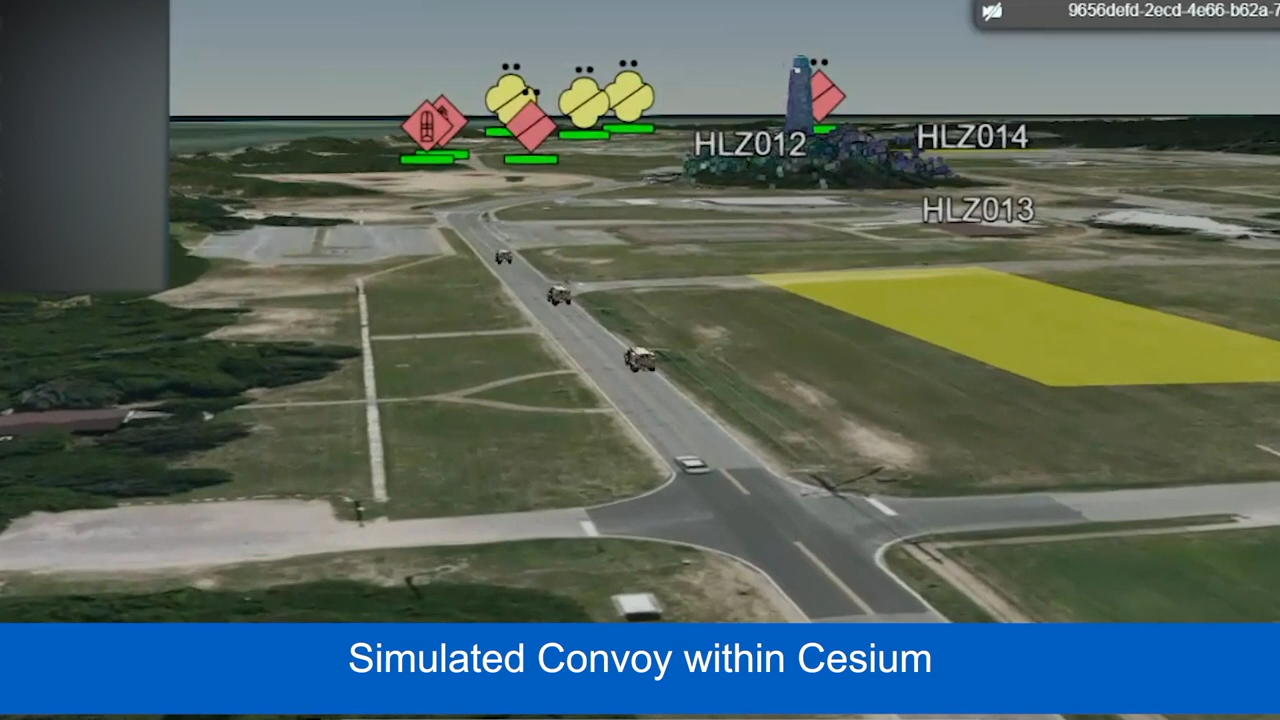 9656defd-2ecd-4e66-b62a-7
HLZ012
HLZ014
HLZ013
Simulated Convoy within Cesium